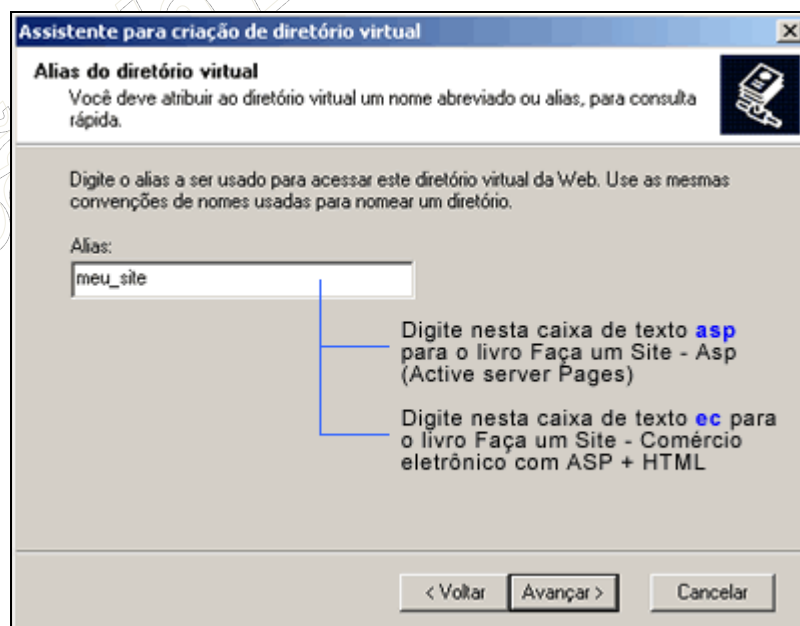 Assistente para criação de diretório virtual
Alias do diretório virtual
Você deve atribuir ao diretório virtual um nome abreviado ou alias, para consulta
rápida.
Digite o alias a ser usado para acessar este diretório virtual da Web. Use as mesmas
convenções de nomes usadas para nomear um diretório.
Alias:
meu_site
Digite nesta caixa de texto asp
para o livro Faça um Site - Asp
(Active server Pages)
Digite nesta caixa de texto ec para
o livro Faça um Site - Comércio
eletrônico com ASP + HTML
< Voltar
Avançar >
Cancelar